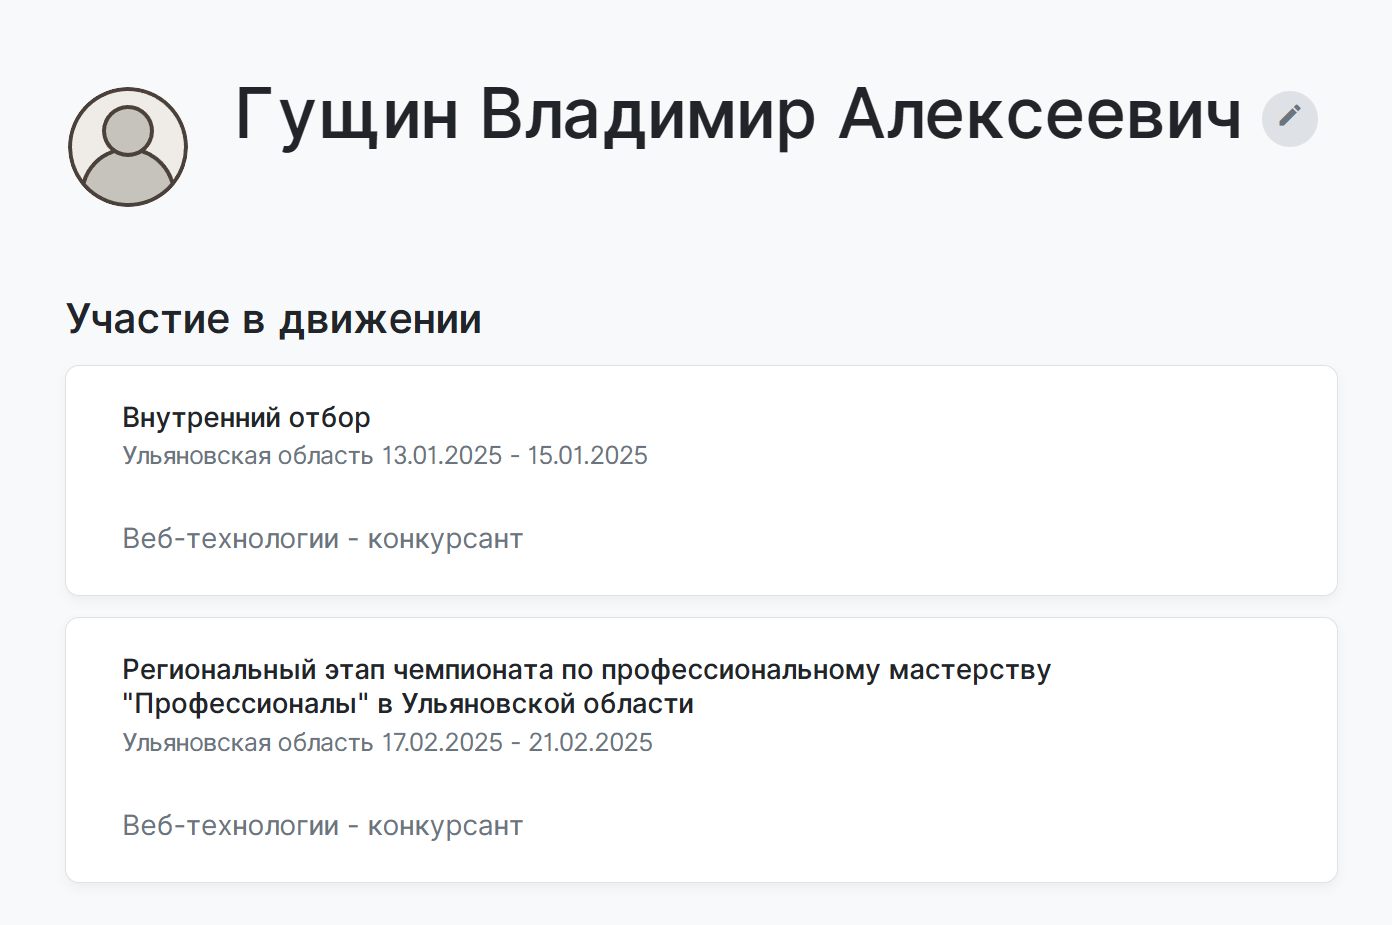 Гущин Владимир Алексеевич
Участие в движении
Внутренний отбор
Ульяновская область 13.01.2025 - 15.01.2025
Веб-технологии - конкурсант
Региональный этап чемпионата по профессиональному мастерству
"Профессионалы" в Ульяновской области
Ульяновская область 17.02.2025 - 21.02.2025
Веб-технологии - конкурсант